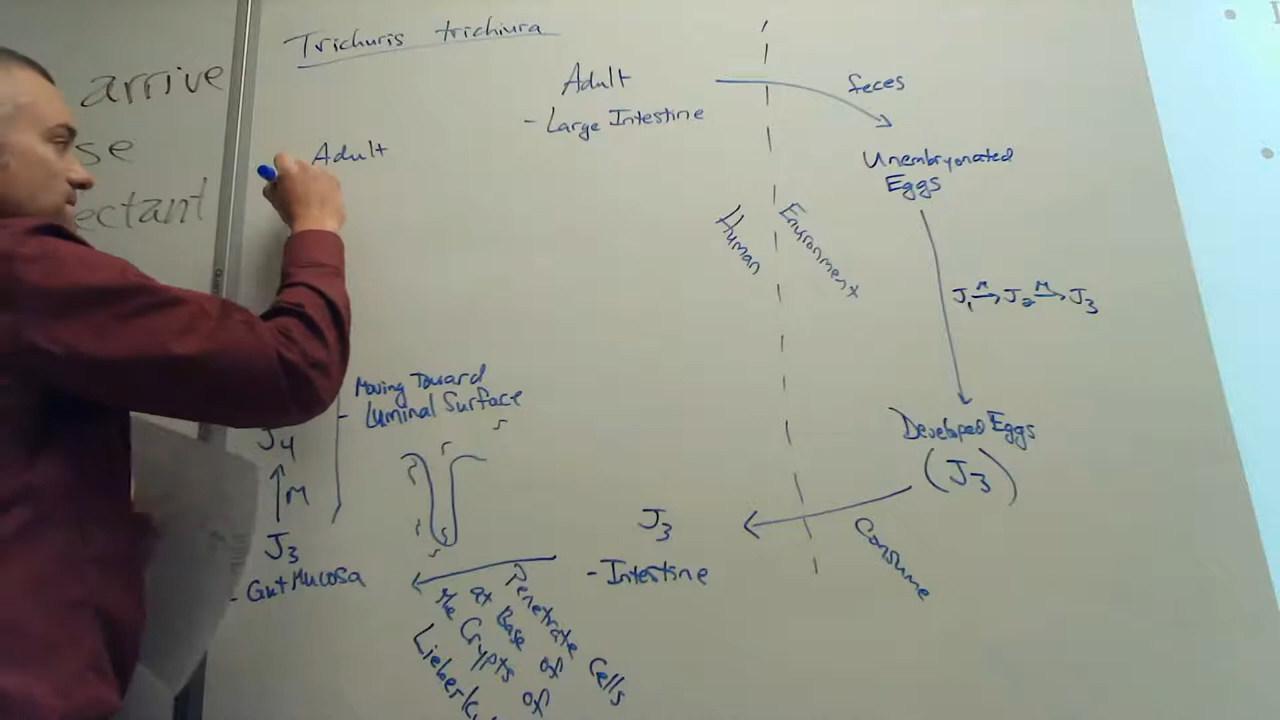 arrive
se
ectant
Trichuris trichiura
Adult
- Large Intestine
feces
Unembryonated
Eggs
Human
Environment
J1 M→ J2 M→ J3
Developed Eggs
(J3)
Consume
J3
- Intestine
Penetrate Cells
at Base of
the Crypts of
Lieberk
J3
- Gut Mucosa
M
J4
Moving Toward
Luminal Surface
Adult